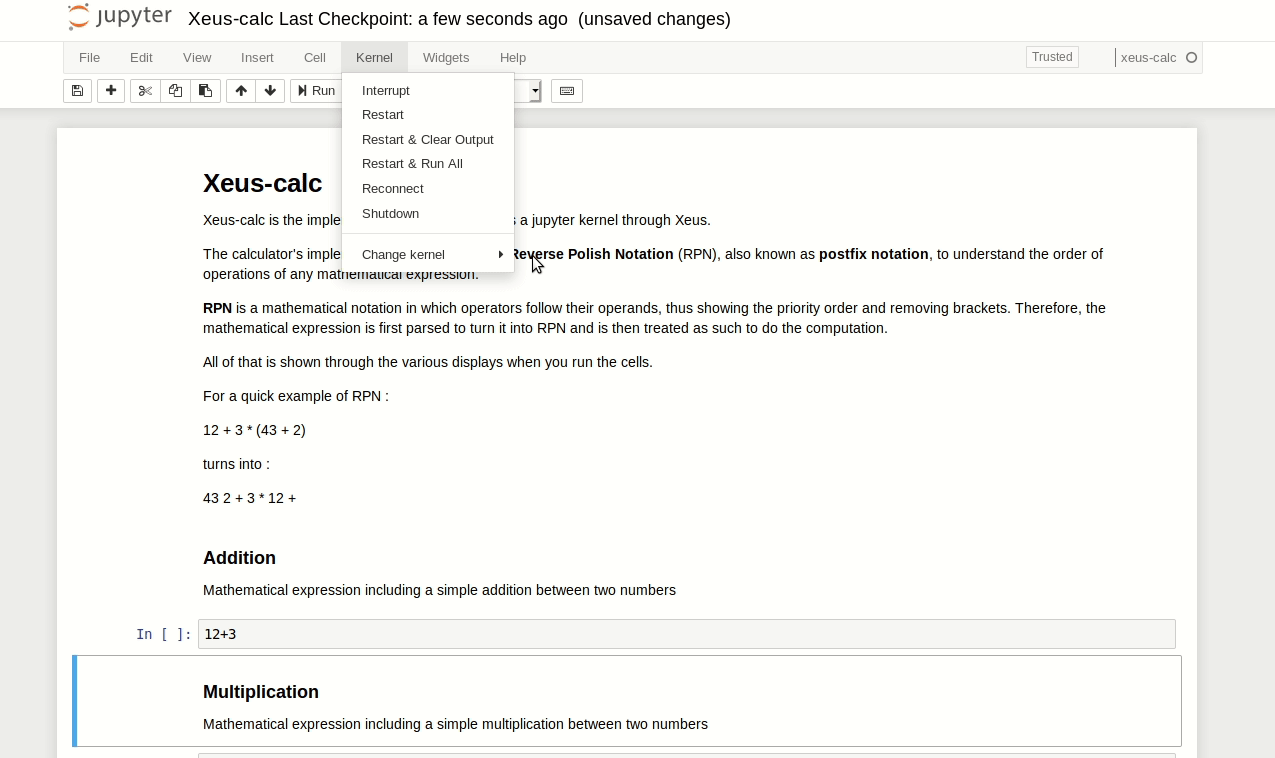 jupyter Xeus-calc Last Checkpoint: a few seconds ago (unsaved changes)
File Edit View Insert Cell Kernel Widgets Help Trusted xeus-calc
Run
Interrupt
Restart
Restart & Clear Output
Restart & Run All
Reconnect
Shutdown
Change kernel
Xeus-calc
Xeus-calc is the imple s a jupyter kernel through Xeus.
The calculator's imple Reverse Polish Notation (RPN), also known as postfix notation, to understand the order of
operations of any mathematical expression.
RPN is a mathematical notation in which operators follow their operands, thus showing the priority order and removing brackets. Therefore, the
mathematical expression is first parsed to turn it into RPN and is then treated as such to do the computation.
All of that is shown through the various displays when you run the cells.
For a quick example of RPN :
12 + 3 * (43 + 2)
turns into :
43 2 + 3 * 12 +
Addition
Mathematical expression including a simple addition between two numbers
In [ ]: 12+3
Multiplication
Mathematical expression including a simple multiplication between two numbers